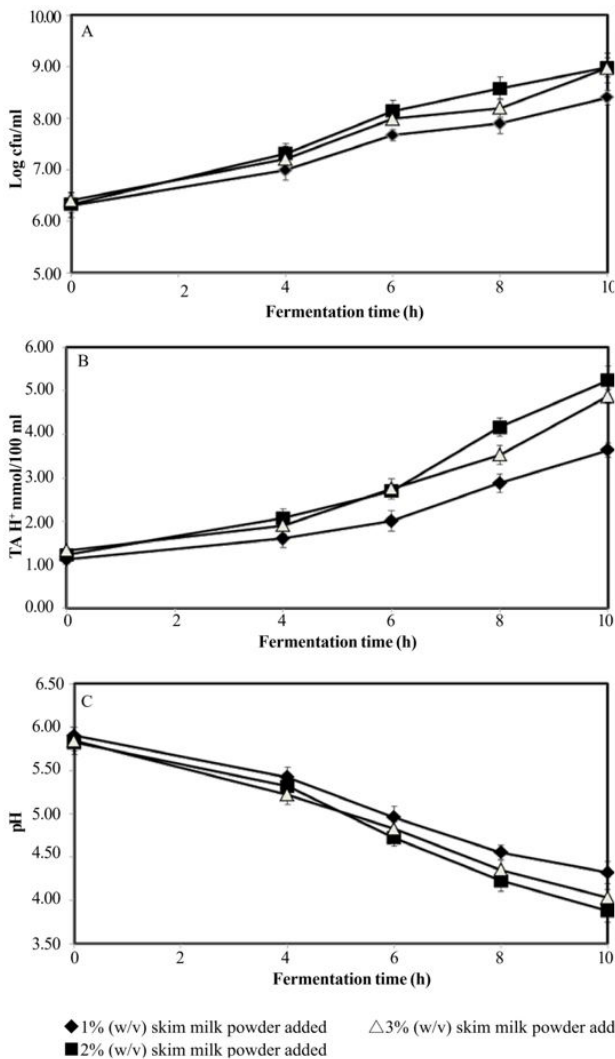 A
10.00
9.00
8.00
7.00
6.00
5.00
Log cfu/ml
0 2 4 6 8 10
Fermentation time (h)
B
6.00
5.00
4.00
3.00
2.00
1.00
0.00
TA H⁺ mmol/100 ml
0 2 4 6 8 10
Fermentation time (h)
C
6.50
6.00
5.50
5.00
4.50
4.00
3.50
pH
0 2 4 6 8 10
Fermentation time (h)
1% (w/v) skim milk powder added 3% (w/v) skim milk powder add
2% (w/v) skim milk powder added